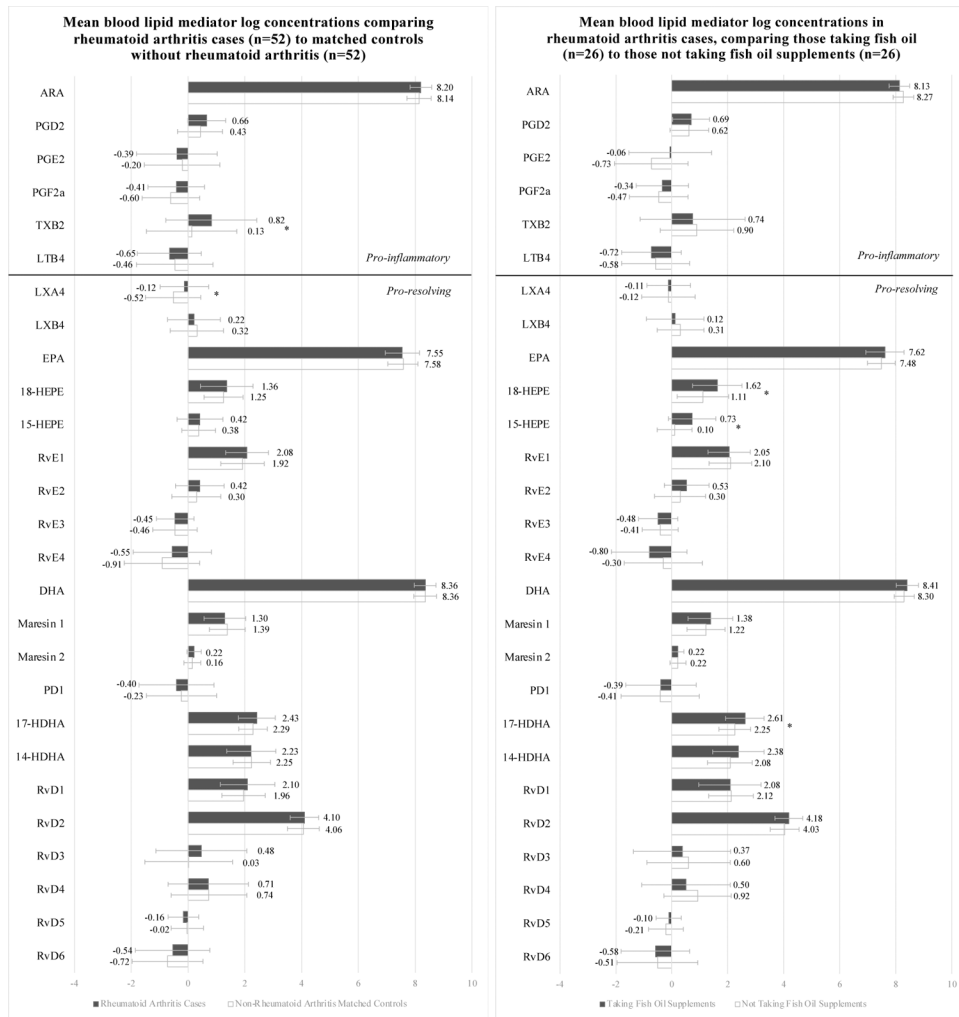 Mean blood lipid mediator log concentrations comparing
rheumatoid arthritis cases (n=52) to matched controls
without rheumatoid arthritis (n=52)
ARA
8.20
8.14
PGD2
0.66
0.43
PGE2
-0.39
-0.20
PGF2a
-0.41
-0.60
TXB2
0.82
0.13 *
LTB4
-0.65
-0.46
Pro-inflammatory
Pro-resolving
LXA4
-0.12
-0.52
*
LXB4
0.22
0.32
EPA
7.55
7.58
18-HEPE
1.36
1.25
15-HEPE
0.42
0.38
RvE1
2.08
1.92
RvE2
0.42
0.30
RvE3
-0.45
-0.46
RvE4
-0.55
-0.91
DHA
8.36
8.36
Maresin 1
1.30
1.39
Maresin 2
0.22
0.16
PD1
-0.40
-0.23
17-HDHA
2.43
2.29
14-HDHA
2.23
2.25
RvD1
2.10
1.96
RvD2
4.10
4.06
RvD3
0.48
0.03
RvD4
0.71
0.74
RvD5
-0.16
-0.02
RvD6
-0.54
-0.72
-4 -2 0 2 4 6 8 10
Rheumatoid Arthritis Cases Non-Rheumatoid Arthritis Matched Controls
Mean blood lipid mediator log concentrations in
rheumatoid arthritis cases, comparing those taking fish oil
(n=26) to those not taking fish oil supplements (n=26)
ARA
8.13
8.27
PGD2
0.69
0.62
PGE2
-0.06
-0.73
PGF2a
-0.34
-0.47
TXB2
0.74
0.90
LTB4
-0.72
-0.58
Pro-inflammatory
Pro-resolving
LXA4
-0.11
-0.12
LXB4
0.12
0.31
EPA
7.62
7.48
18-HEPE
1.62
1.11 *
15-HEPE
0.73
0.10 *
RvE1
2.05
2.10
RvE2
0.53
0.30
RvE3
-0.48
-0.41
RvE4
-0.80
-0.30
DHA
8.41
8.30
Maresin 1
1.38
1.22
Maresin 2
0.22
0.22
PD1
-0.39
-0.41
17-HDHA
2.61
2.25 *
14-HDHA
2.38
2.08
RvD1
2.08
2.12
RvD2
4.18
4.03
RvD3
0.37
0.60
RvD4
0.50
0.92
RvD5
-0.10
-0.21
RvD6
-0.58
-0.51
-4 -2 0 2 4 6 8 10
Taking Fish Oil Supplements Not Taking Fish Oil Supplements